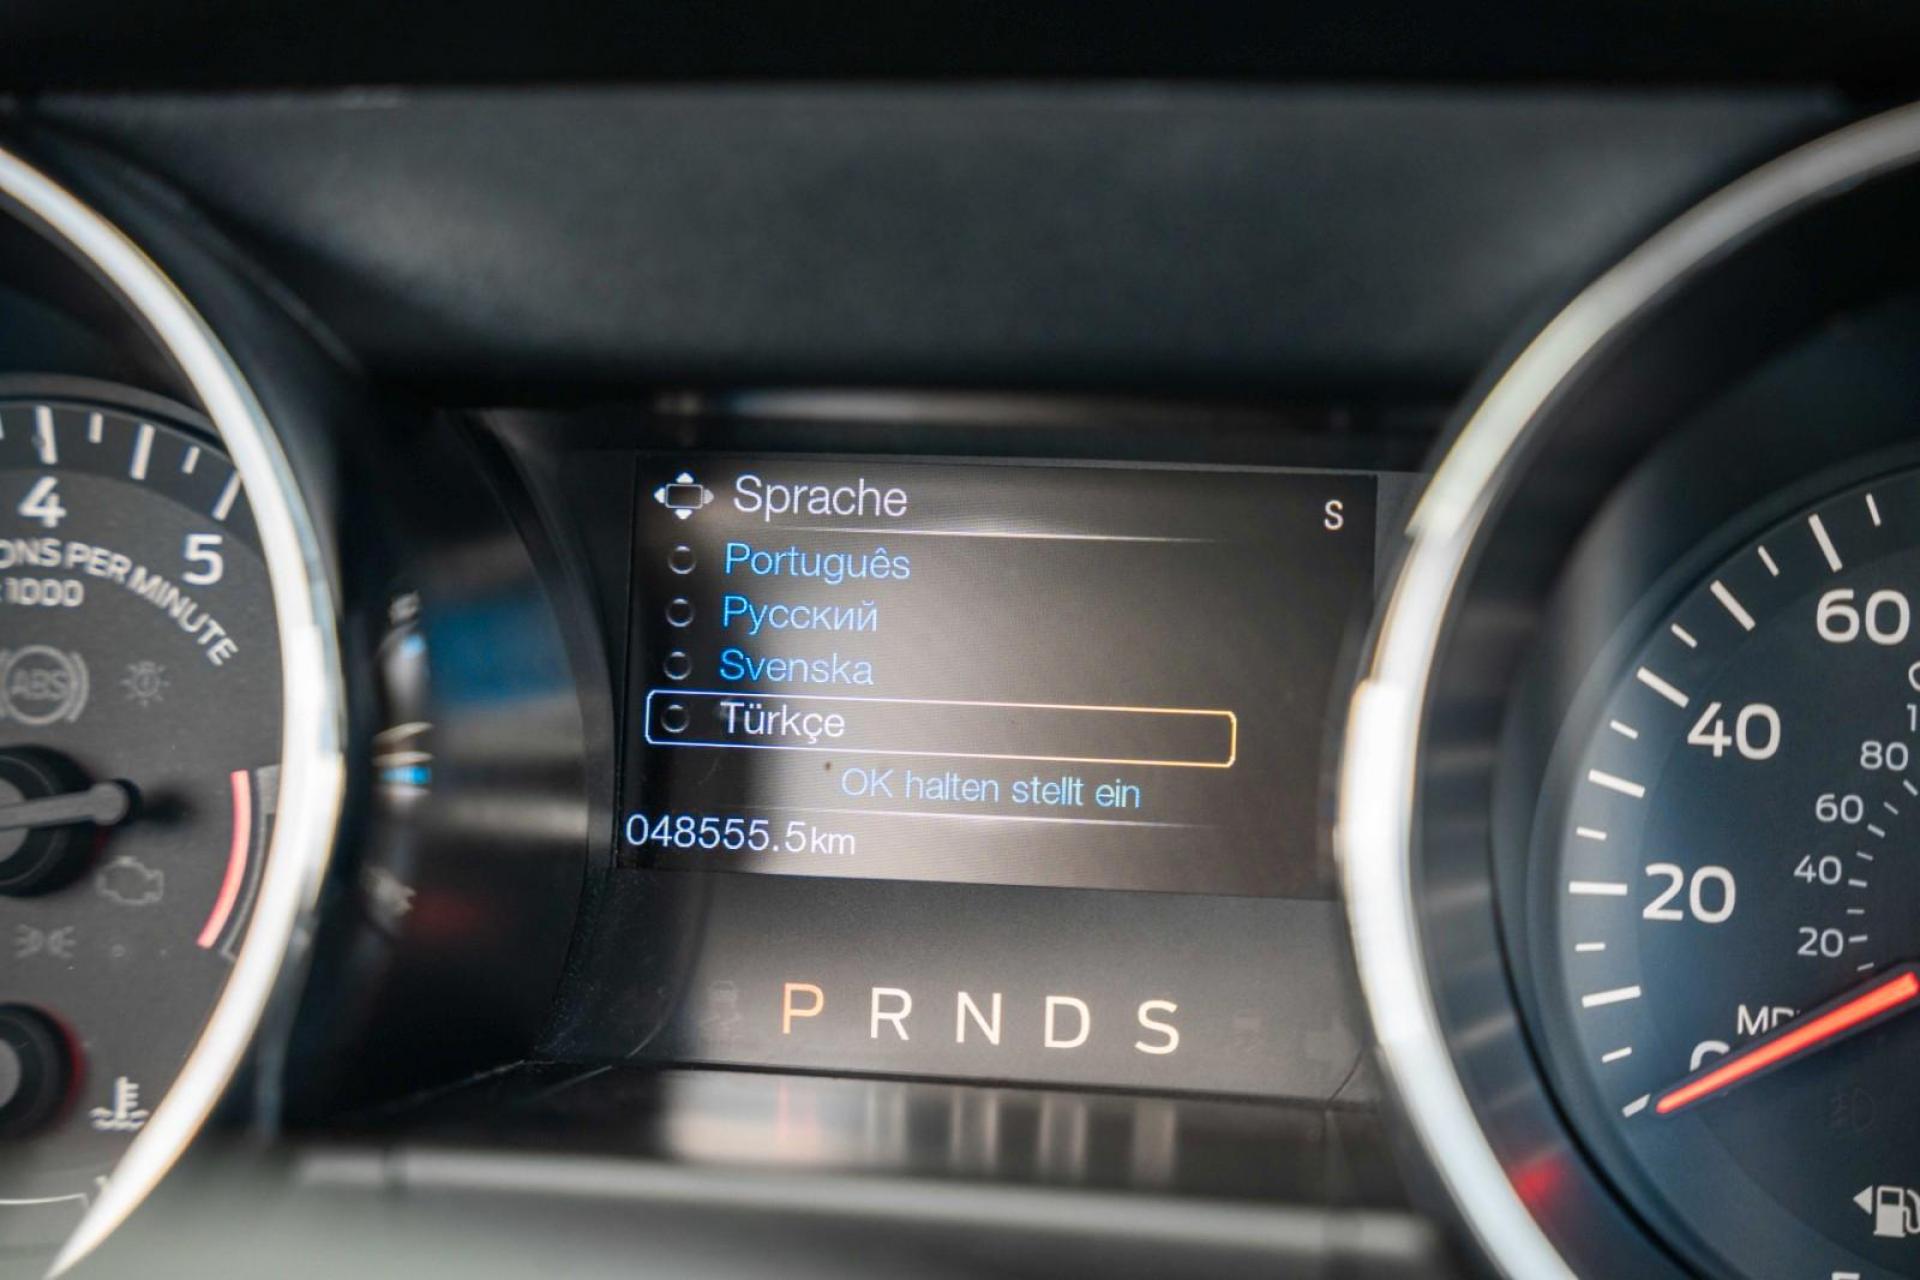 Sprache
S
Português
Русский
Svenska
Türkçe
OK halten stellt ein
048555.5km
P R N D S
4
5
ONS PER MINUTE
1000
ABS
60
40
20
80
60
40
20